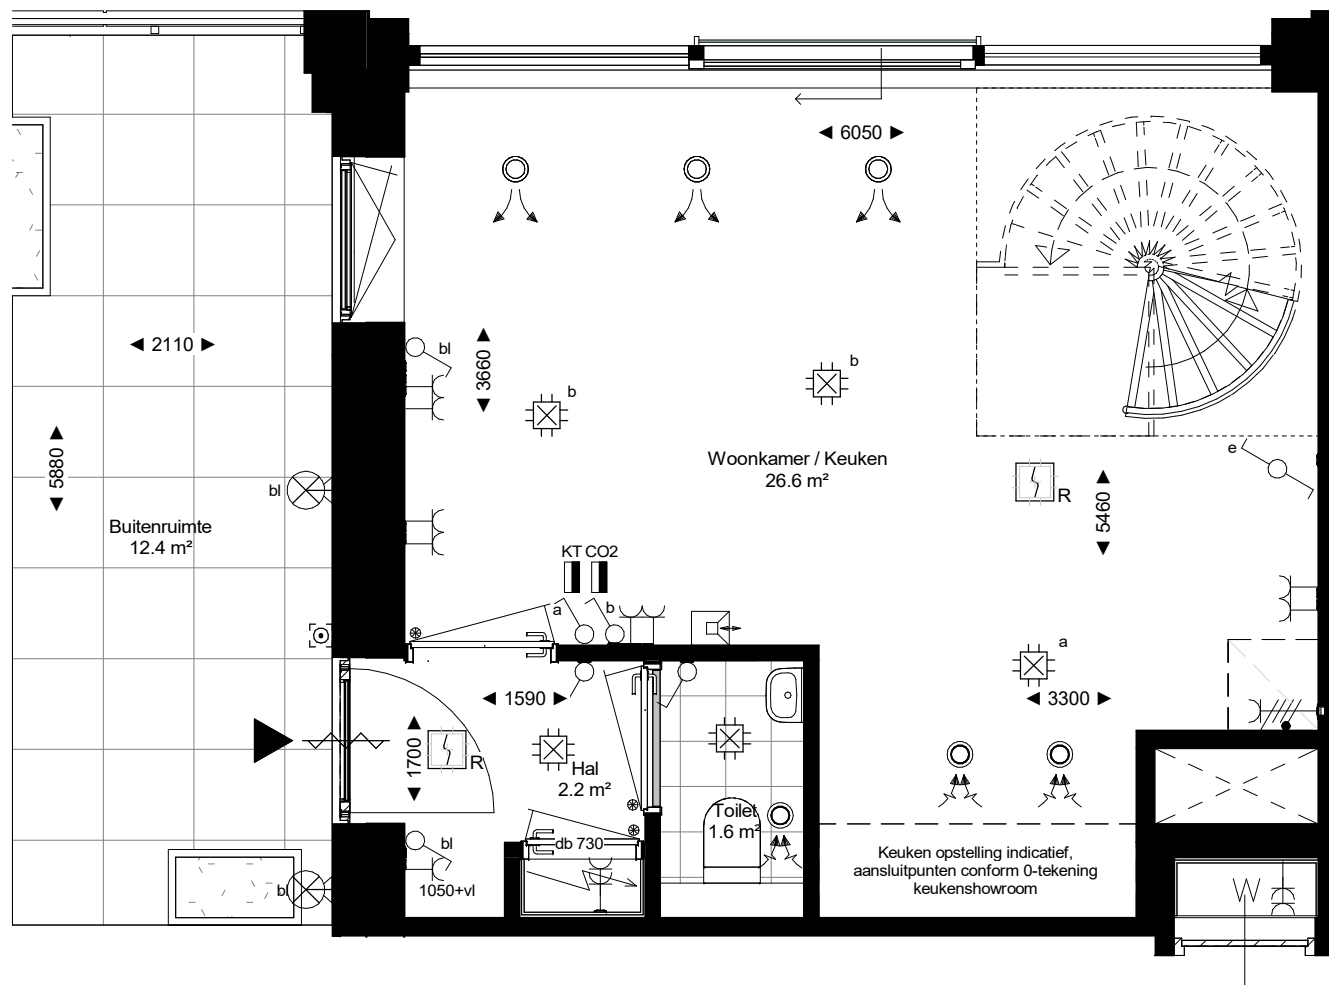 6050
2110
bl
3660
b
b
Woonkamer / Keuken
26.6 m²
e
5880
bl
R
5460
Buitenruimte
12.4 m²
KT CO2
a
b
a
1590
3300
1700
R
Hal
2.2 m²
Toilet
1.6 m²
bl
db 730
1050+vl
bl
Keuken opstelling indicatief,
aansluitpunten conform 0-tekening
keukenshowroom
W